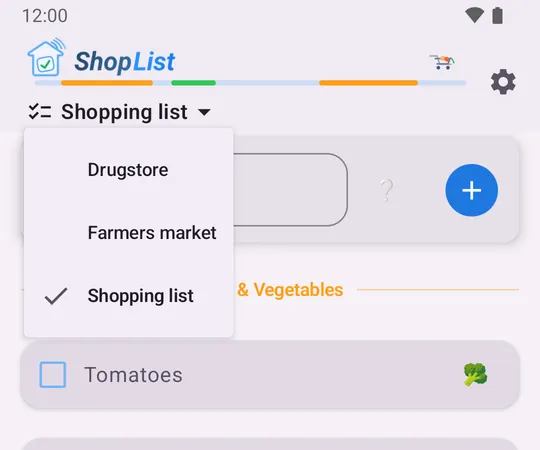 12:00
ShopList
Shopping list
Drugstore
Farmers market
?
Shopping list
& Vegetables
Tomatoes